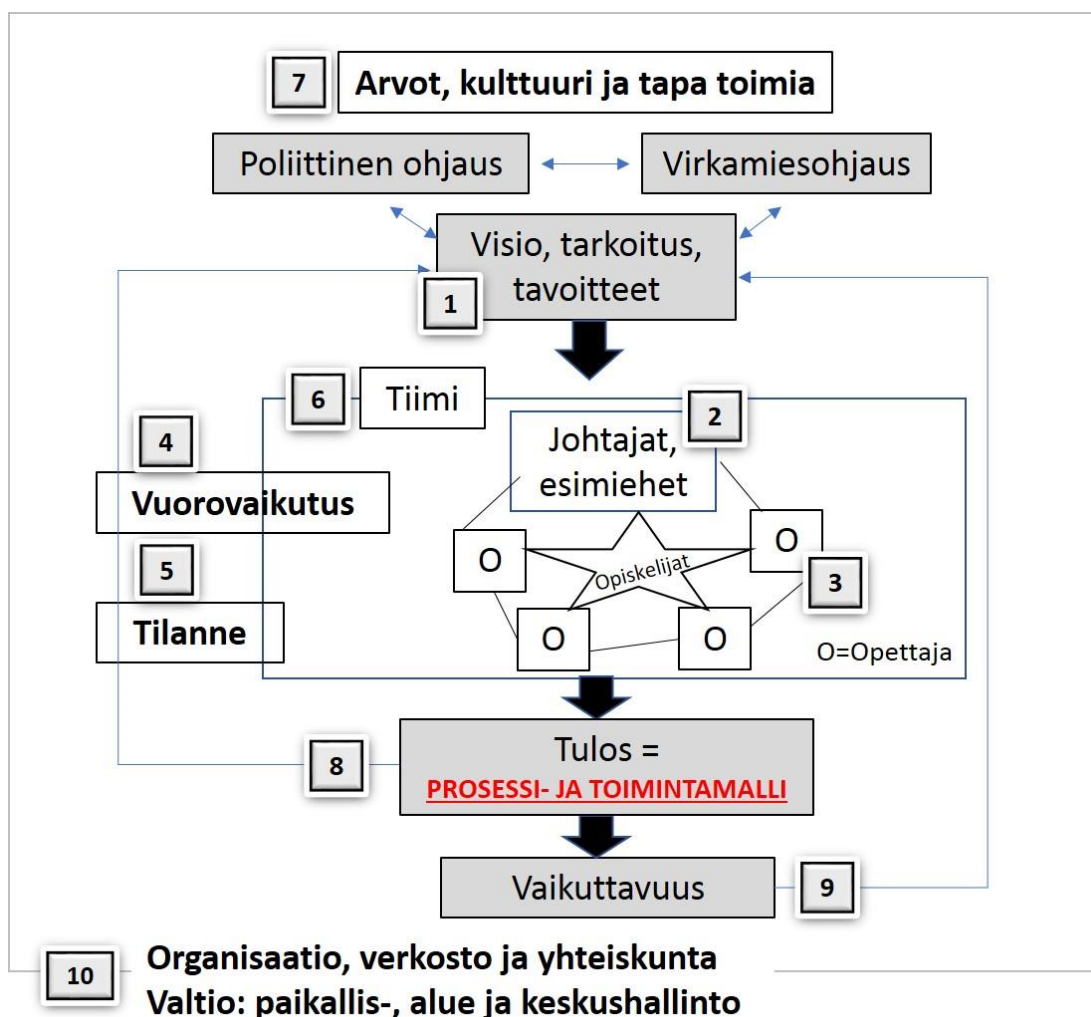 7
Arvot, kulttuuri ja tapa toimia
Poliittinen ohjaus
Virkamiesohjaus
Visio, tarkoitus,
tavoitteet
1
6
Tiimi
2
Johtajat,
esimiehet
4
Vuorovaikutus
O
Opiskelijat
O
5
3
Tilanne
O
O
O=Opettaja
Tulos =
8
PROSESSI- JA TOIMINTAMALLI
Vaikuttavuus
9
10
Organisaatio, verkosto ja yhteiskunta
Valtio: paikallis-, alue ja keskushallinto